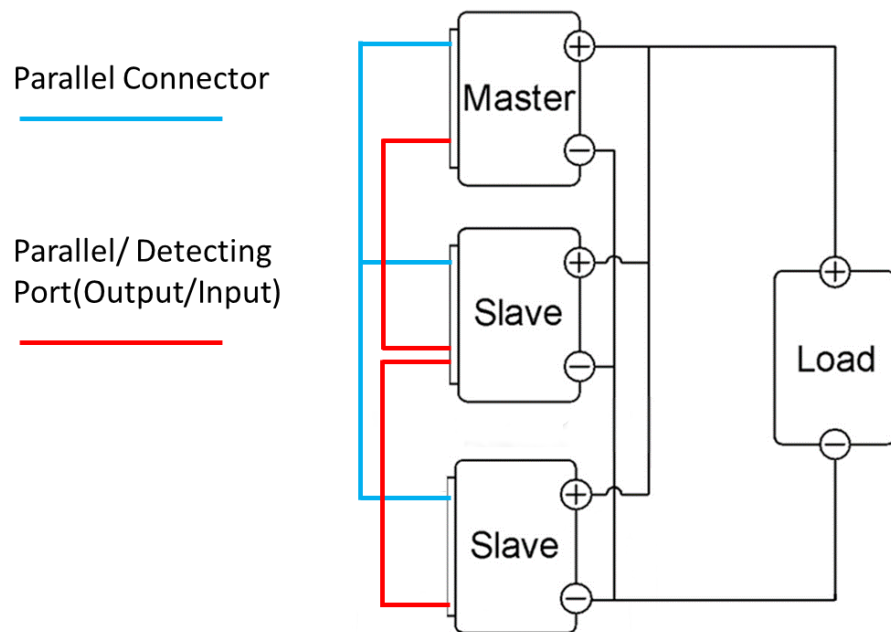 Parallel Connector
Parallel/ Detecting
Port(Output/Input)
Master
Slave
Slave
Load